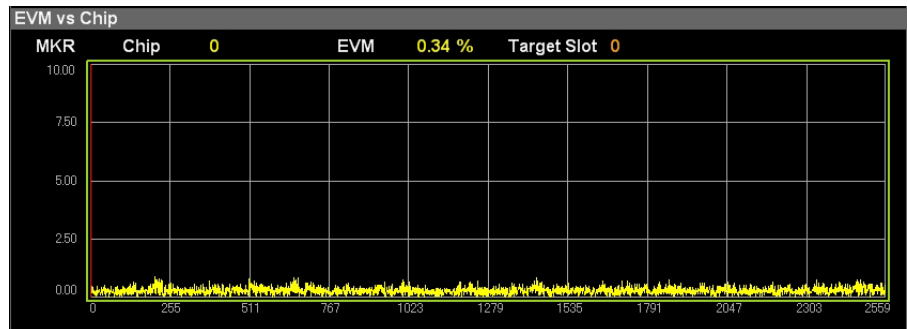 EVM vs Chip
MKR Chip 0 EVM 0.34 % Target Slot 0
10.00
7.50
5.00
2.50
0.00
0 255 511 767 1023 1279 1535 1791 2047 2303 2559